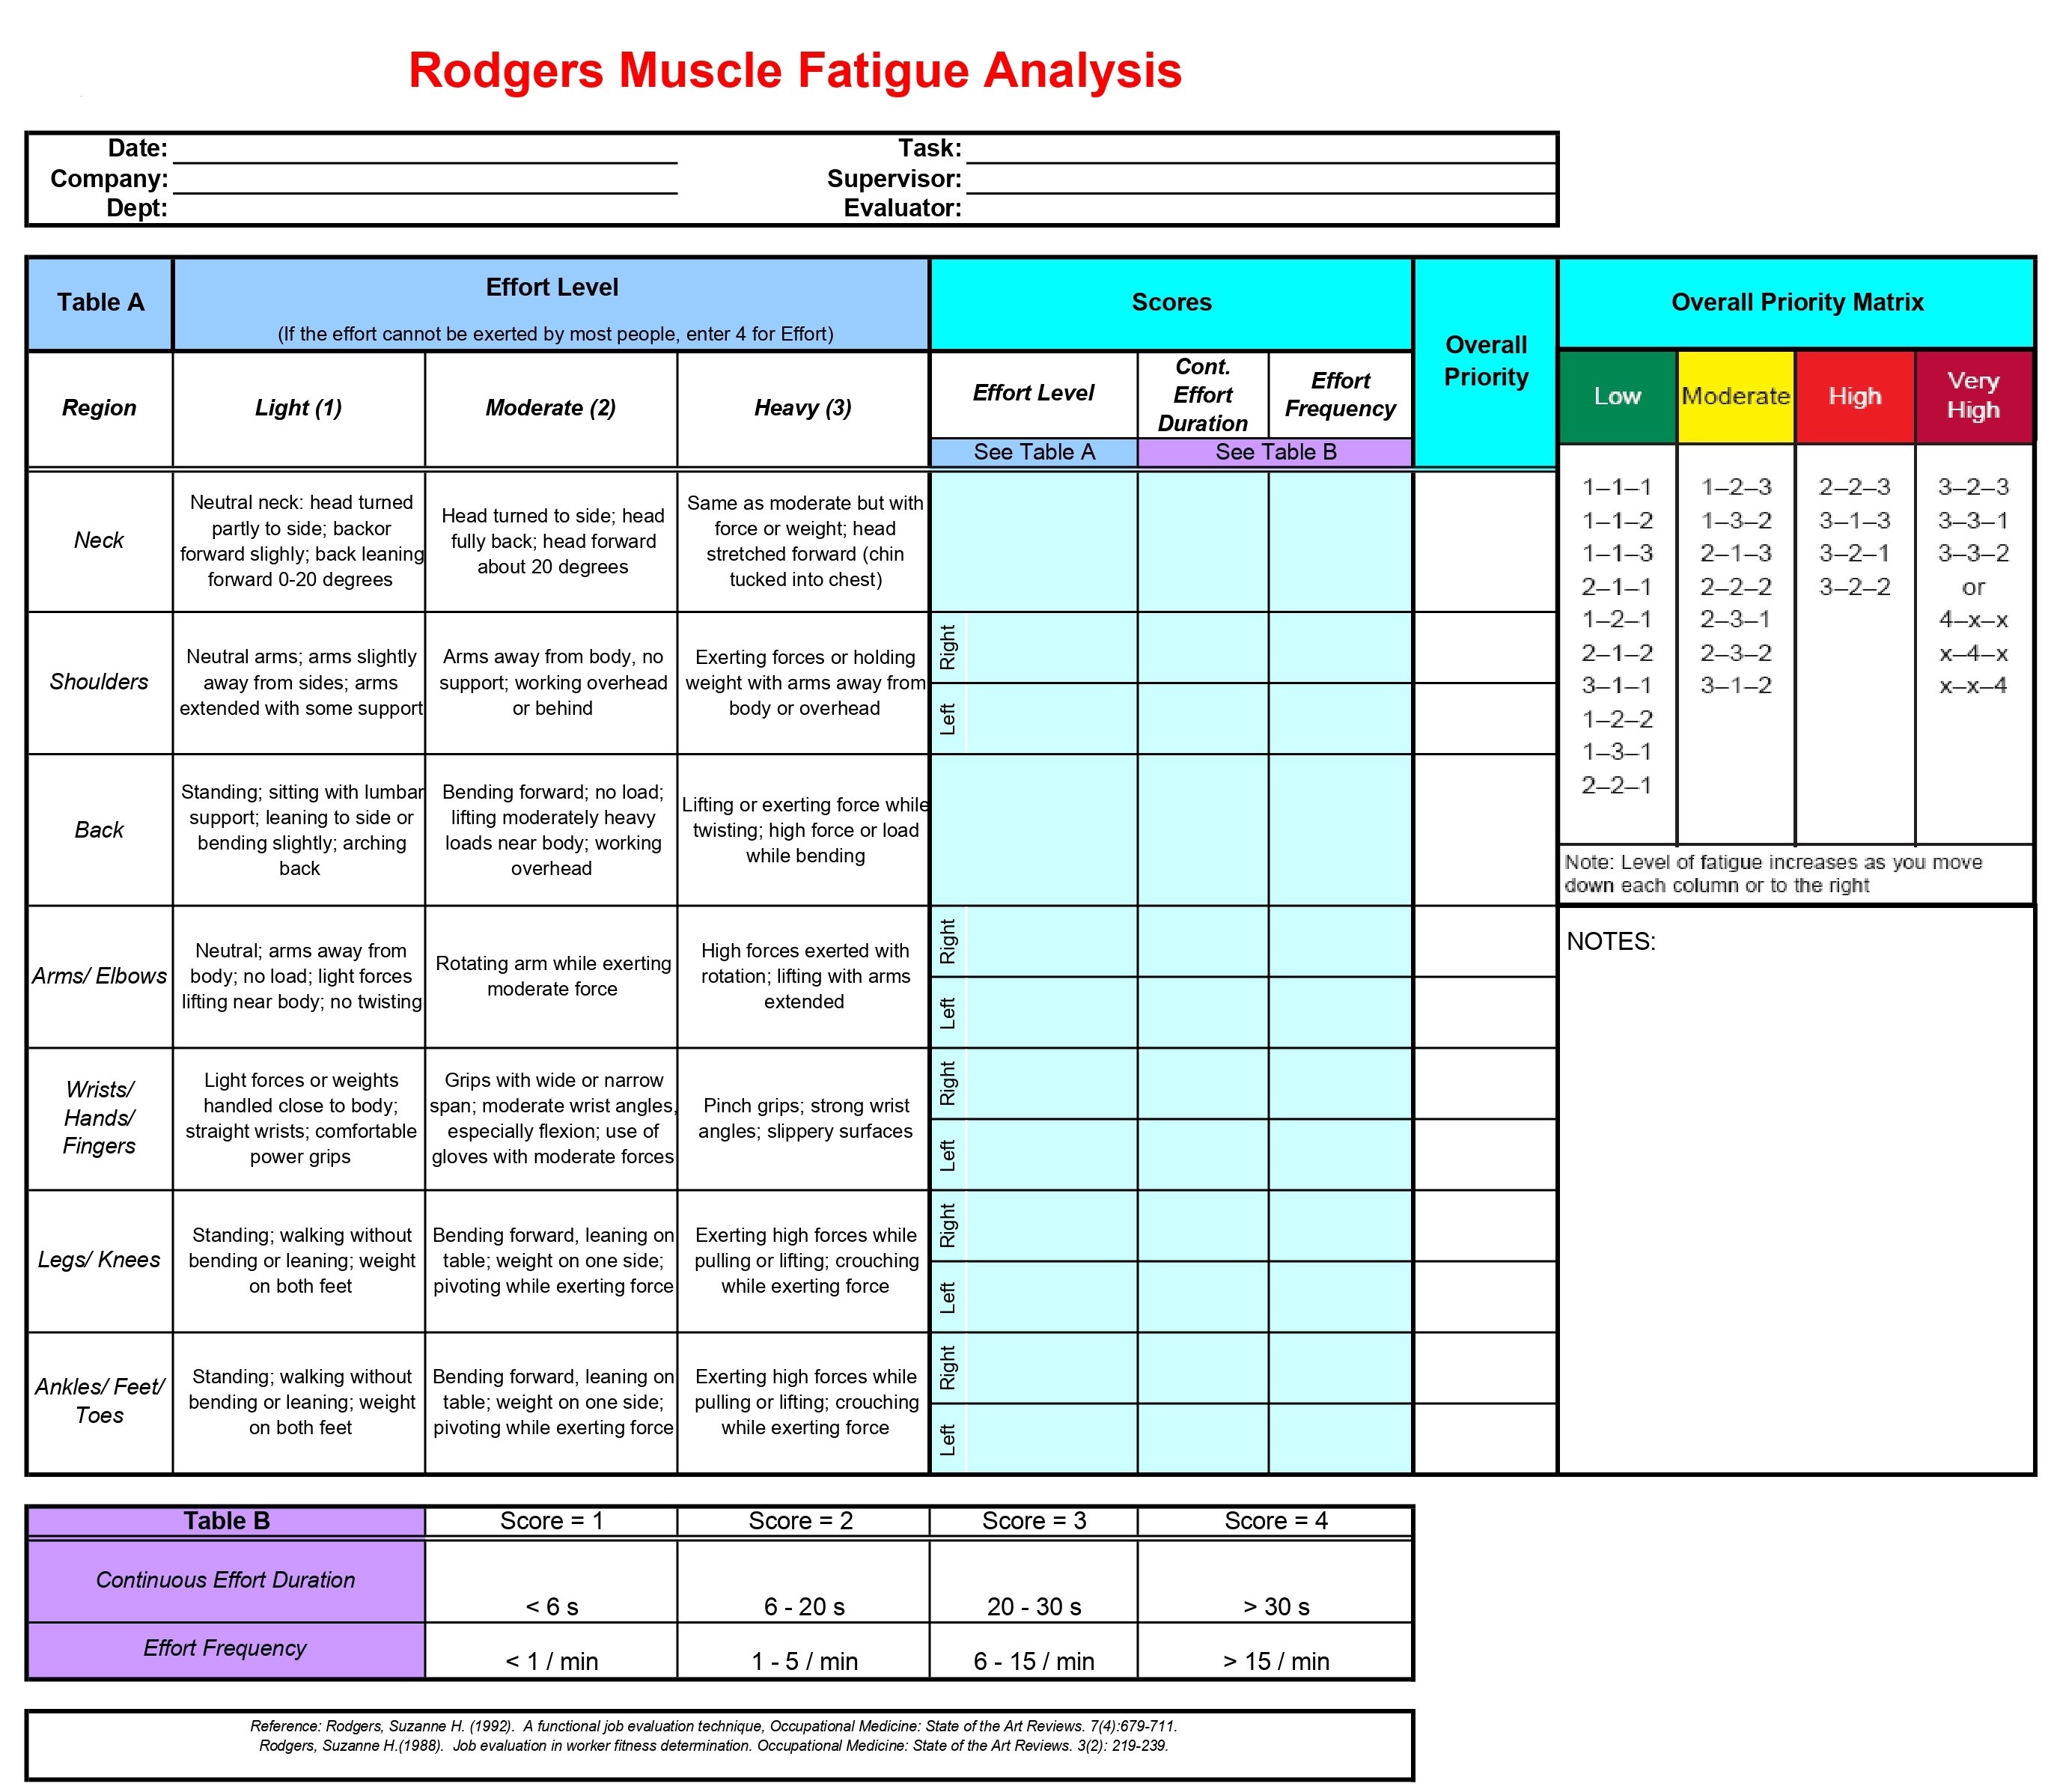 Rodgers Muscle Fatigue Analysis
Date:
Task:
Company:
Supervisor:
Dept:
Evaluator:
Table A
Effort Level
(If the effort cannot be exerted by most people, enter 4 for Effort)
Scores
Overall
Priority
Overall Priority Matrix
Region
Light (1)
Moderate (2)
Heavy (3)
Effort Level
Cont.
Effort
Duration
Effort
Frequency
See Table A
See Table B
Low
Moderate
High
Very
High
1–1–1
1–1–2
1–1–3
2–1–1
1–2–1
2–1–2
3–1–1
1–2–2
1–3–1
2–2–1
1–2–3
1–3–2
2–1–3
2–2–2
2–3–1
2–3–2
3–1–2
2–2–3
3–1–3
3–2–1
3–2–2
3–2–3
3–3–1
3–3–2
or
4–x–x
x–4–x
x–x–4
Note: Level of fatigue increases as you move
down each column or to the right
NOTES:
Neck
Neutral neck: head turned
partly to side; backor
forward slighly; back leaning
forward 0-20 degrees
Head turned to side; head
fully back; head forward
about 20 degrees
Same as moderate but with
force or weight; head
stretched forward (chin
tucked into chest)
Shoulders
Neutral arms; arms slightly
away from sides; arms
extended with some support
Arms away from body, no
support; working overhead
or behind
Exerting forces or holding
weight with arms away from
body or overhead
Right
Left
Back
Standing; sitting with lumbar
support; leaning to side or
bending slightly; arching
back
Bending forward; no load;
lifting moderately heavy
loads near body; working
overhead
Lifting or exerting force while
twisting; high force or load
while bending
Arms/ Elbows
Neutral; arms away from
body; no load; light forces
lifting near body; no twisting
Rotating arm while exerting
moderate force
High forces exerted with
rotation; lifting with arms
extended
Right
Left
Wrists/
Hands/
Fingers
Light forces or weights
handled close to body;
straight wrists; comfortable
power grips
Grips with wide or narrow
span; moderate wrist angles,
especially flexion; use of
gloves with moderate forces
Pinch grips; strong wrist
angles; slippery surfaces
Right
Left
Legs/ Knees
Standing; walking without
bending or leaning; weight
on both feet
Bending forward, leaning on
table; weight on one side;
pivoting while exerting force
Exerting high forces while
pulling or lifting; crouching
while exerting force
Right
Left
Ankles/ Feet/
Toes
Standing; walking without
bending or leaning; weight
on both feet
Bending forward, leaning on
table; weight on one side;
pivoting while exerting force
Exerting high forces while
pulling or lifting; crouching
while exerting force
Right
Left
Table B
Score = 1
Score = 2
Score = 3
Score = 4
Continuous Effort Duration
< 6 s
6 - 20 s
20 - 30 s
> 30 s
Effort Frequency
< 1 / min
1 - 5 / min
6 - 15 / min
> 15 / min
Reference: Rodgers, Suzanne H. (1992). A functional job evaluation technique, Occupational Medicine: State of the Art Reviews. 7(4):679-711.
Rodgers, Suzanne H.(1988). Job evaluation in worker fitness determination. Occupational Medicine: State of the Art Reviews. 3(2): 219-239.